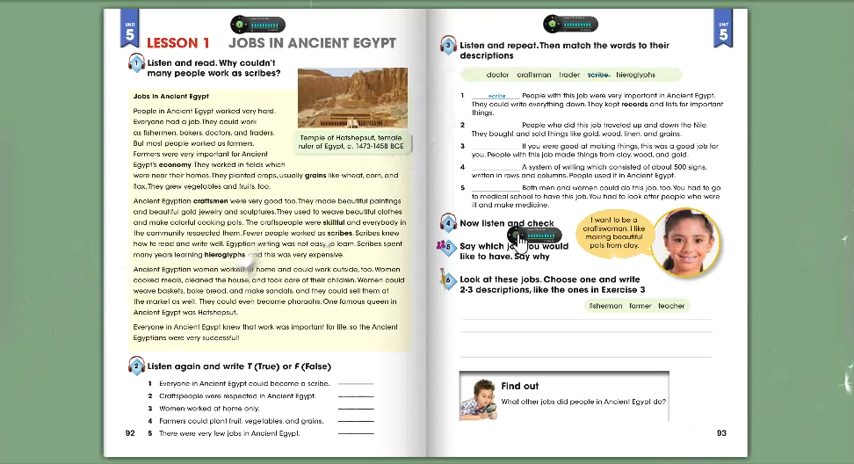 UNIT
5
LESSON 1 JOBS IN ANCIENT EGYPT
1 Listen and read. Why couldn't
many people work as scribes?
Jobs in Ancient Egypt
People in Ancient Egypt worked very hard.
Everyone had a job. They could work
as fishermen, bakers, doctors, and traders.
But most people worked as farmers.
Farmers were very important for Ancient
Egypt's economy. They worked in fields which
were near their homes. They planted crops, usually grains like wheat, corn, and
flax. They grew vegetables and fruits, too.
Temple of Hatshepsut, female
ruler of Egypt, c. 1473-1458 BCE
Ancient Egyptian craftsmen were very good too. They made beautiful paintings
and beautiful gold jewelry and sculptures. They used to weave beautiful clothes
and make colorful cooking pots. The craftspeople were skillful and everybody in
the community respected them. Fewer people worked as scribes. Scribes knew
how to read and write well. Egyptian writing was not easy to learn. Scribes spent
many years learning hieroglyphs, and this was very expensive.
Ancient Egyptian women worked at home and could work outside, too. Women
cooked meals, cleaned the house, and took care of their children. Women could
weave baskets, bake bread, and make sandals, and they could sell them at
the market as well. They could even become pharaohs. One famous queen in
Ancient Egypt was Hatshepsut.
Everyone in Ancient Egypt knew that work was important for life, so the Ancient
Egyptians were very successful!
2 Listen again and write T (True) or F (False)
1 Everyone in Ancient Egypt could become a scribe.
2 Craftspeople were respected in Ancient Egypt.
3 Women worked at home only.
4 Farmers could plant fruit, vegetables, and grains.
5 There were very few jobs in Ancient Egypt.
92
UNIT
5
3 Listen and repeat. Then match the words to their
descriptions
doctor craftsman trader scribe hieroglyphs
1 scribe People with this job were very important in Ancient Egypt.
They could write everything down. They kept records and lists for important
things.
2 People who did this job traveled up and down the Nile.
They bought and sold things like gold, wood, linen, and grains.
3 If you were good at making things, this was a good job for
you. People with this job made things from clay, wood, and gold.
4 A system of writing which consisted of about 500 signs,
written in rows and columns. People used it in Ancient Egypt.
5 Both men and women could do this job, too. You had to go
to medical school to have this job. You had to look after people who were
ill and make medicine.
4 Now listen and check
5 Say which job you would
like to have. Say why
I want to be a
craftswoman. I like
making beautiful
pots from clay.
6 Look at these jobs. Choose one and write
2-3 descriptions, like the ones in Exercise 3
fisherman farmer teacher
Find out
What other jobs did people in Ancient Egypt do?
93